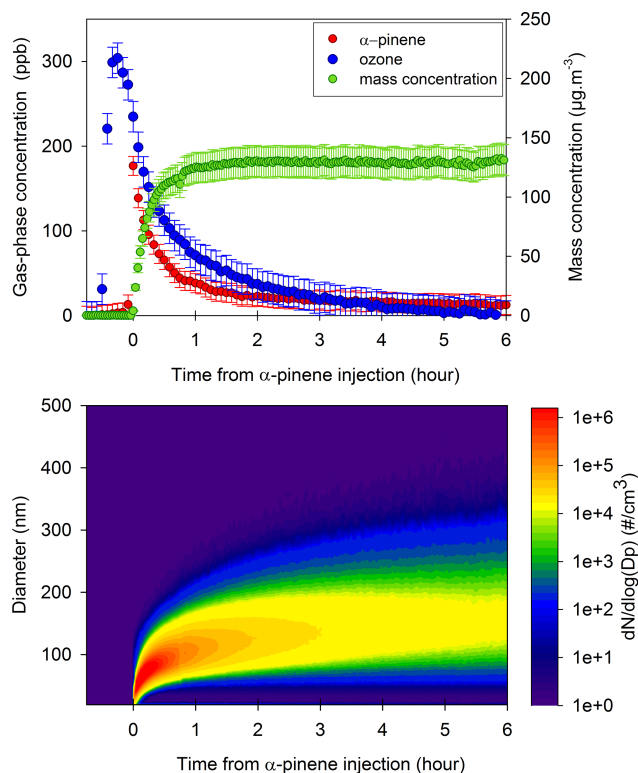 α−pinene
ozone
mass concentration
Gas-phase concentration (ppb)
300
200
100
0
Mass concentration (µg.m⁻³)
250
200
150
100
50
0
0 1 2 3 4 5 6
Time from α-pinene injection (hour)
Diameter (nm)
500
400
300
200
100
0 1 2 3 4 5 6
Time from α-pinene injection (hour)
1e+6
1e+5
1e+4
1e+3
1e+2
1e+1
1e+0
dN/dlog(Dp) (#/cm³)